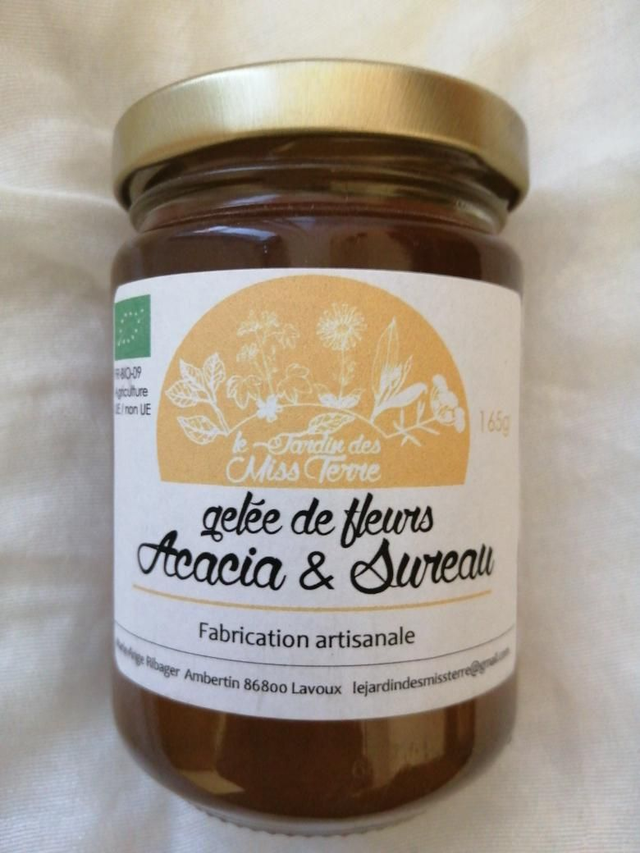 FR-BIO-09
Agriculture
UE / non UE
165g
le Jardin des
Miss Terre
gelée de fleurs
Acacia & Sureau
Fabrication artisanale
Ribager Ambertin 86800 Lavoux lejardindesmissterre@gmail.com